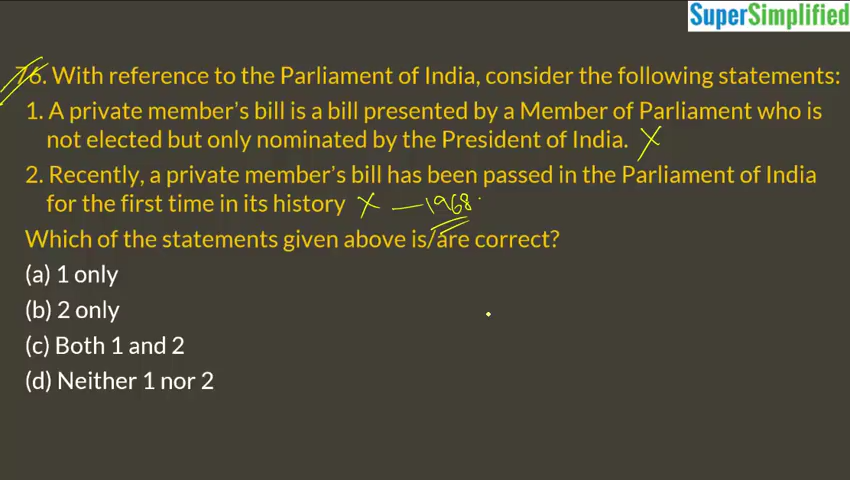 SuperSimplified
76. With reference to the Parliament of India, consider the following statements:
1. A private member's bill is a bill presented by a Member of Parliament who is
not elected but only nominated by the President of India. X
2. Recently, a private member's bill has been passed in the Parliament of India
for the first time in its history X — 1968
Which of the statements given above is/are correct?
(a) 1 only
(b) 2 only
(c) Both 1 and 2
(d) Neither 1 nor 2